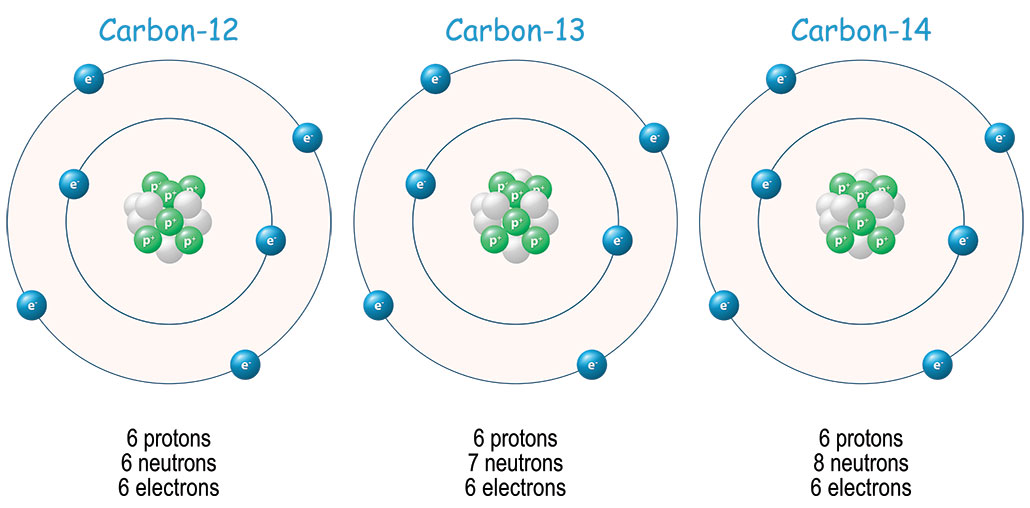 Carbon-12
Carbon-13
Carbon-14
e-
e-
e-
e-
e-
e-
p+
p+
p+
p+
p+
p+
e-
e-
e-
e-
e-
e-
p+
p+
p+
p+
p+
p+
e-
e-
e-
e-
e-
e-
p+
p+
p+
p+
p+
p+
6 protons
6 neutrons
6 electrons
6 protons
7 neutrons
6 electrons
6 protons
8 neutrons
6 electrons